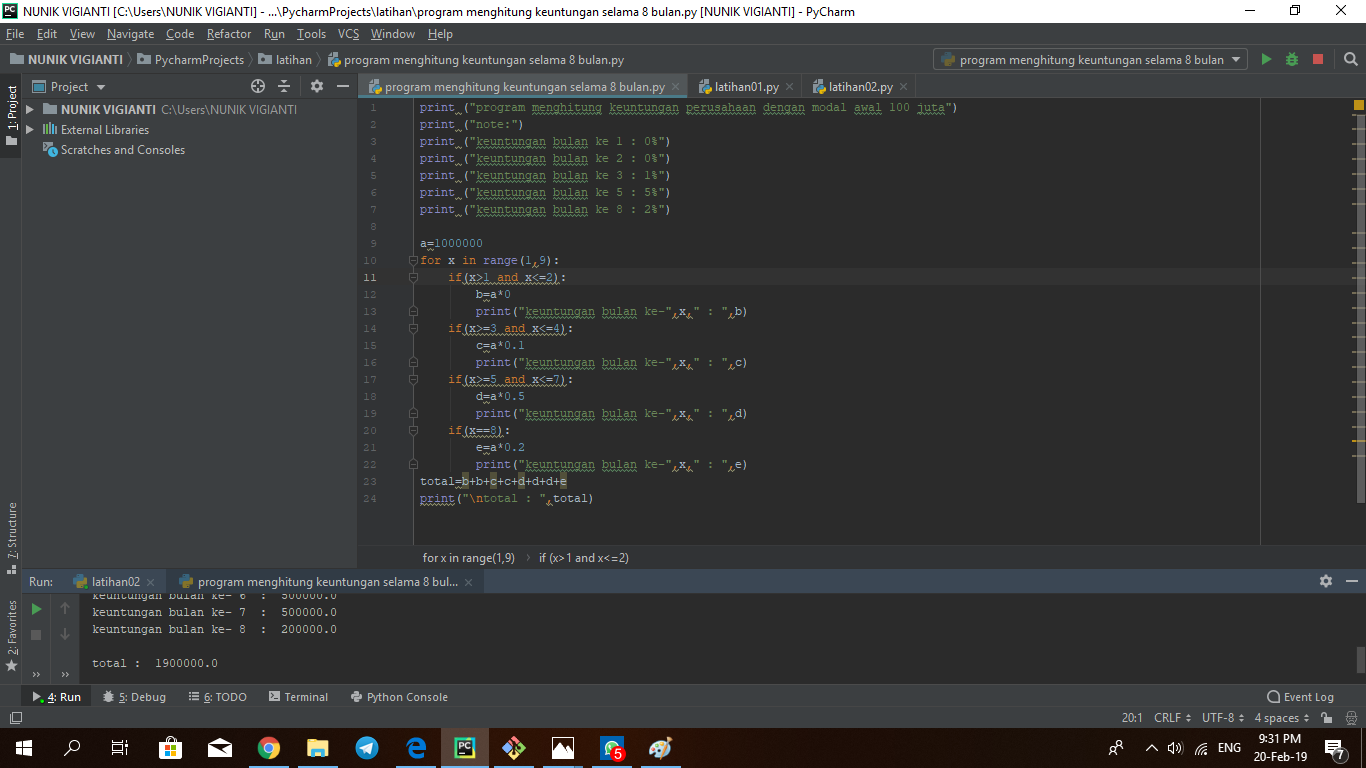 NUNIK VIGIANTI [C:\Users\NUNIK VIGIANTI] - ...\PycharmProjects\latihan\program menghitung keuntungan selama 8 bulan.py [NUNIK VIGIANTI] - PyCharm
File Edit View Navigate Code Refactor Run Tools VCS Window Help
NUNIK VIGIANTI PycharmProjects latihan program menghitung keuntungan selama 8 bulan.py program menghitung keuntungan selama 8 bulan
1: Project
Project
program menghitung keuntungan selama 8 bulan.py latihan01.py latihan02.py
NUNIK VIGIANTI C:\Users\NUNIK VIGIANTI
External Libraries
Scratches and Consoles
1 print ("program menghitung keuntungan perusahaan dengan modal awal 100 juta")
2 print ("note:")
3 print ("keuntungan bulan ke 1 : 0%")
4 print ("keuntungan bulan ke 2 : 0%")
5 print ("keuntungan bulan ke 3 : 1%")
6 print ("keuntungan bulan ke 5 : 5%")
7 print ("keuntungan bulan ke 8 : 2%")
8
9 a=1000000
10 for x in range(1,9):
11 if(x>1 and x<=2):
12 b=a*0
13 print("keuntungan bulan ke-",x," : ",b)
14 if(x>=3 and x<=4):
15 c=a*0.1
16 print("keuntungan bulan ke-",x," : ",c)
17 if(x>=5 and x<=7):
18 d=a*0.5
19 print("keuntungan bulan ke-",x," : ",d)
20 if(x==8):
21 e=a*0.2
22 print("keuntungan bulan ke-",x," : ",e)
23 total=b+b+c+c+d+d+d+e
24 print("\ntotal : ",total)
for x in range(1,9) if (x>1 and x<=2)
7: Structure
2: Favorites
Run: latihan02 program menghitung keuntungan selama 8 bul...
keuntungan bulan ke- 6 : 500000.0
keuntungan bulan ke- 7 : 500000.0
keuntungan bulan ke- 8 : 200000.0
total : 1900000.0
4: Run 5: Debug 6: TODO Terminal Python Console Event Log
20:1 CRLF UTF-8 4 spaces
PC 5 ENG 9:31 PM
20-Feb-19 7